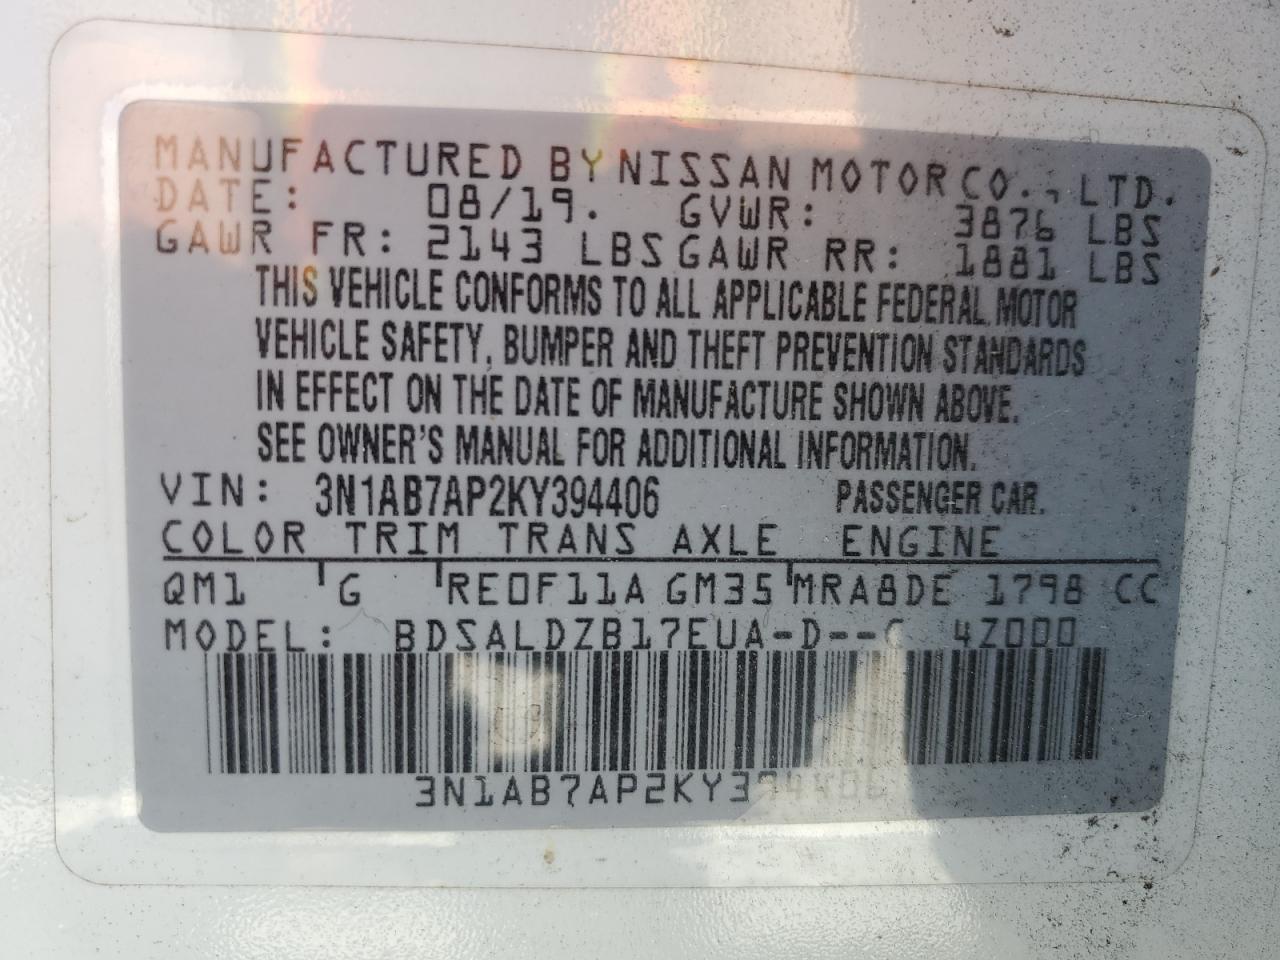 MANUFACTURED BY NISSAN MOTOR CO., LTD.
DATE: 08/19. GVWR: 3876 LBS
GAWR FR: 2143 LBS GAWR RR: 1881 LBS
THIS VEHICLE CONFORMS TO ALL APPLICABLE FEDERAL MOTOR
VEHICLE SAFETY, BUMPER AND THEFT PREVENTION STANDARDS
IN EFFECT ON THE DATE OF MANUFACTURE SHOWN ABOVE.
SEE OWNER'S MANUAL FOR ADDITIONAL INFORMATION.
VIN: 3N1AB7AP2KY394406 PASSENGER CAR.
COLOR TRIM TRANS AXLE ENGINE
QM1 G RE0F11A GM35 MRA8DE 1798 CC
MODEL: BDSALDZB17EUA-D--C 4Z000
3N1AB7AP2KY394406